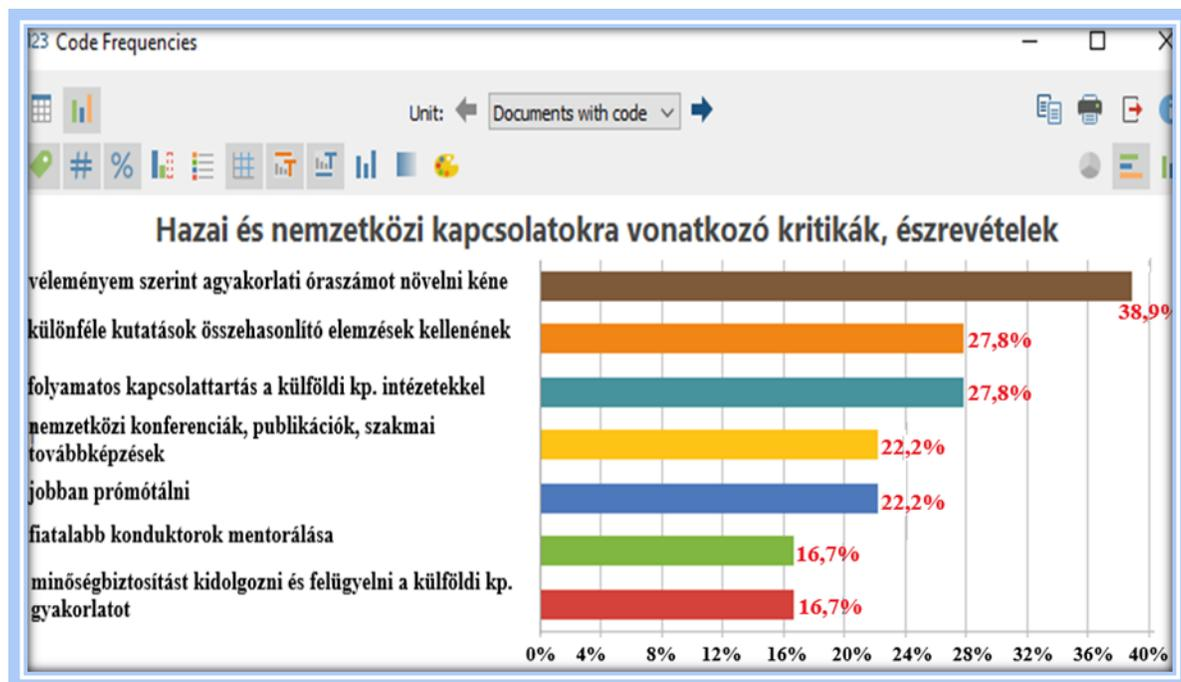 123 Code Frequencies
Unit: Documents with code
Hazai és nemzetközi kapcsolatokra vonatkozó kritikák, észrevételek
véleményem szerint agyakorlati óraszámot növelni kéne
38,9%
különféle kutatások összehasonlító elemzések kellenének
27,8%
folyamatos kapcsolattartás a külföldi kp. intézetekkel
27,8%
nemzetközi konferenciák, publikációk, szakmai
továbbképzések
22,2%
jobban prómótálni
22,2%
fiatalabb konduktorok mentorálása
16,7%
minőségbiztosítást kidolgozni és felügyelni a külföldi kp.
gyakorlatot
16,7%
0% 4% 8% 12% 16% 20% 24% 28% 32% 36% 40%